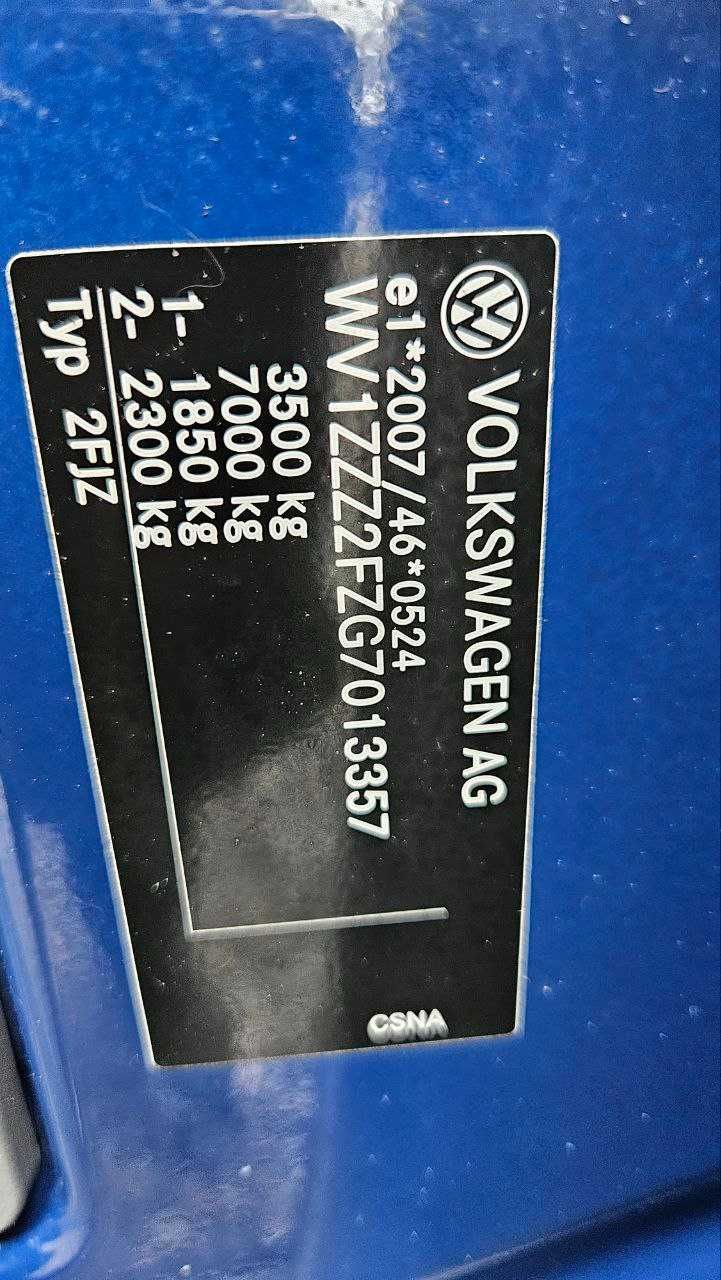 VOLKSWAGEN AG
e1*2007/46*0524
WV1ZZZ2FZG7013357
3500 kg
7000 kg
1- 1850 kg
2- 2300 kg
Typ 2FJZ
CSNA